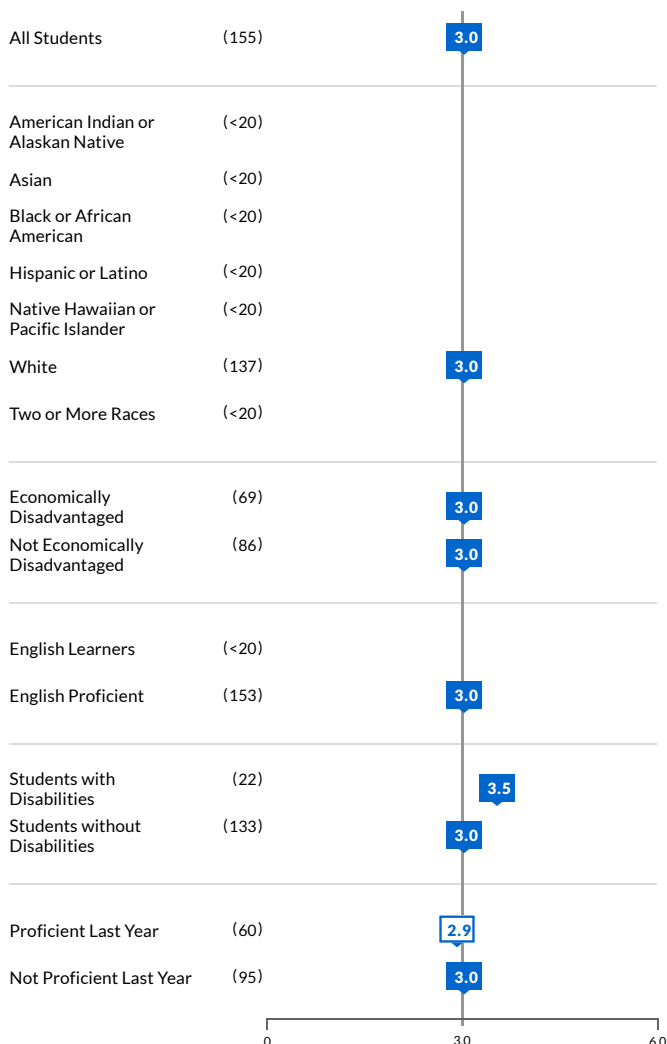 All Students (155) 3.0
American Indian or (<20)
Alaskan Native
Asian (<20)
Black or African (<20)
American
Hispanic or Latino (<20)
Native Hawaiian or (<20)
Pacific Islander
White (137) 3.0
Two or More Races (<20)
Economically (69) 3.0
Disadvantaged
Not Economically (86) 3.0
Disadvantaged
English Learners (<20)
English Proficient (153) 3.0
Students with (22) 3.5
Disabilities
Students without (133) 3.0
Disabilities
Proficient Last Year (60) 2.9
Not Proficient Last Year (95) 3.0
0 3.0 6.0